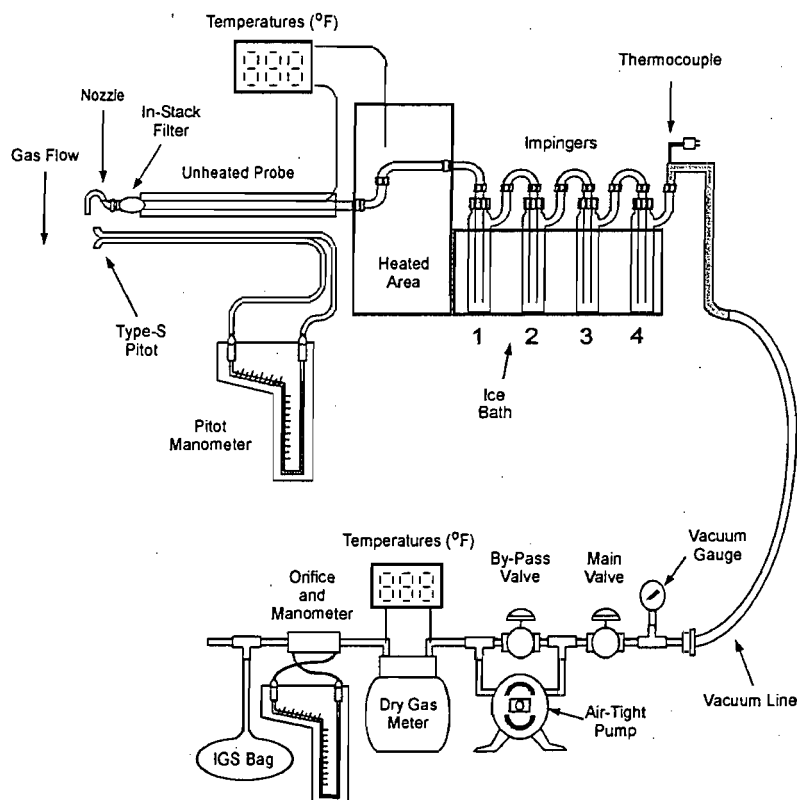 Temperatures (°F)
Thermocouple
Nozzle
In-Stack
Filter
Impingers
Gas Flow
Unheated Probe
Heated
Area
Type-S
Pitot
1 2 3 4
Ice
Bath
Pitot
Manometer
Temperatures (°F)
Vacuum
Gauge
By-Pass
Valve
Main
Valve
Orifice
and
Manometer
Dry Gas
Meter
Air-Tight
Pump
Vacuum Line
IGS Bag